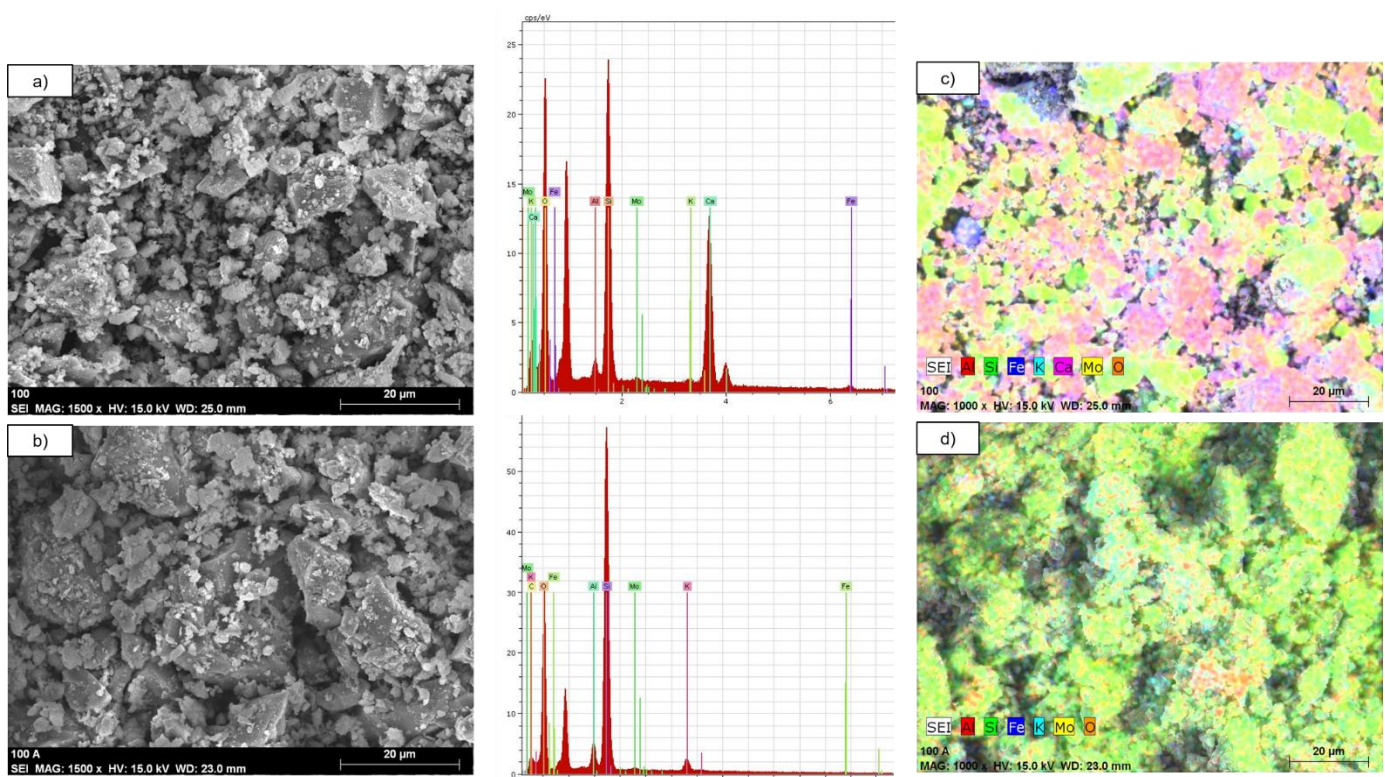 a)
100
SEI MAG: 1500 x HV: 15.0 kV WD: 25.0 mm
20 µm
cps/eV
25
20
15
10
5
0
Mo Fe
K O Al Si Mo K Ca Fe
Ca
2 4 6
c)
SEI Al Si Fe K Ca Mo O
100
MAG: 1000 x HV: 15.0 kV WD: 25.0 mm
20 µm
b)
100 A
SEI MAG: 1500 x HV: 15.0 kV WD: 23.0 mm
20 µm
50
40
30
20
10
0
Mo
K Fe
C O Al Si Mo K Fe
2 4 6
d)
SEI Al Si Fe K Mo O
100 A
MAG: 1000 x HV: 15.0 kV WD: 23.0 mm
20 µm